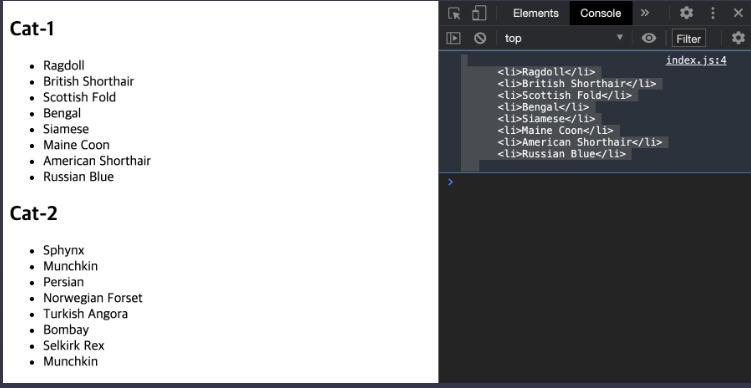 Cat-1
Ragdoll
British Shorthair
Scottish Fold
Bengal
Siamese
Maine Coon
American Shorthair
Russian Blue
Cat-2
Sphynx
Munchkin
Persian
Norwegian Forset
Turkish Angora
Bombay
Selkirk Rex
Munchkin
Elements Console »
top Filter
index.js:4
<li>Ragdoll</li>
<li>British Shorthair</li>
<li>Scottish Fold</li>
<li>Bengal</li>
<li>Siamese</li>
<li>Maine Coon</li>
<li>American Shorthair</li>
<li>Russian Blue</li>